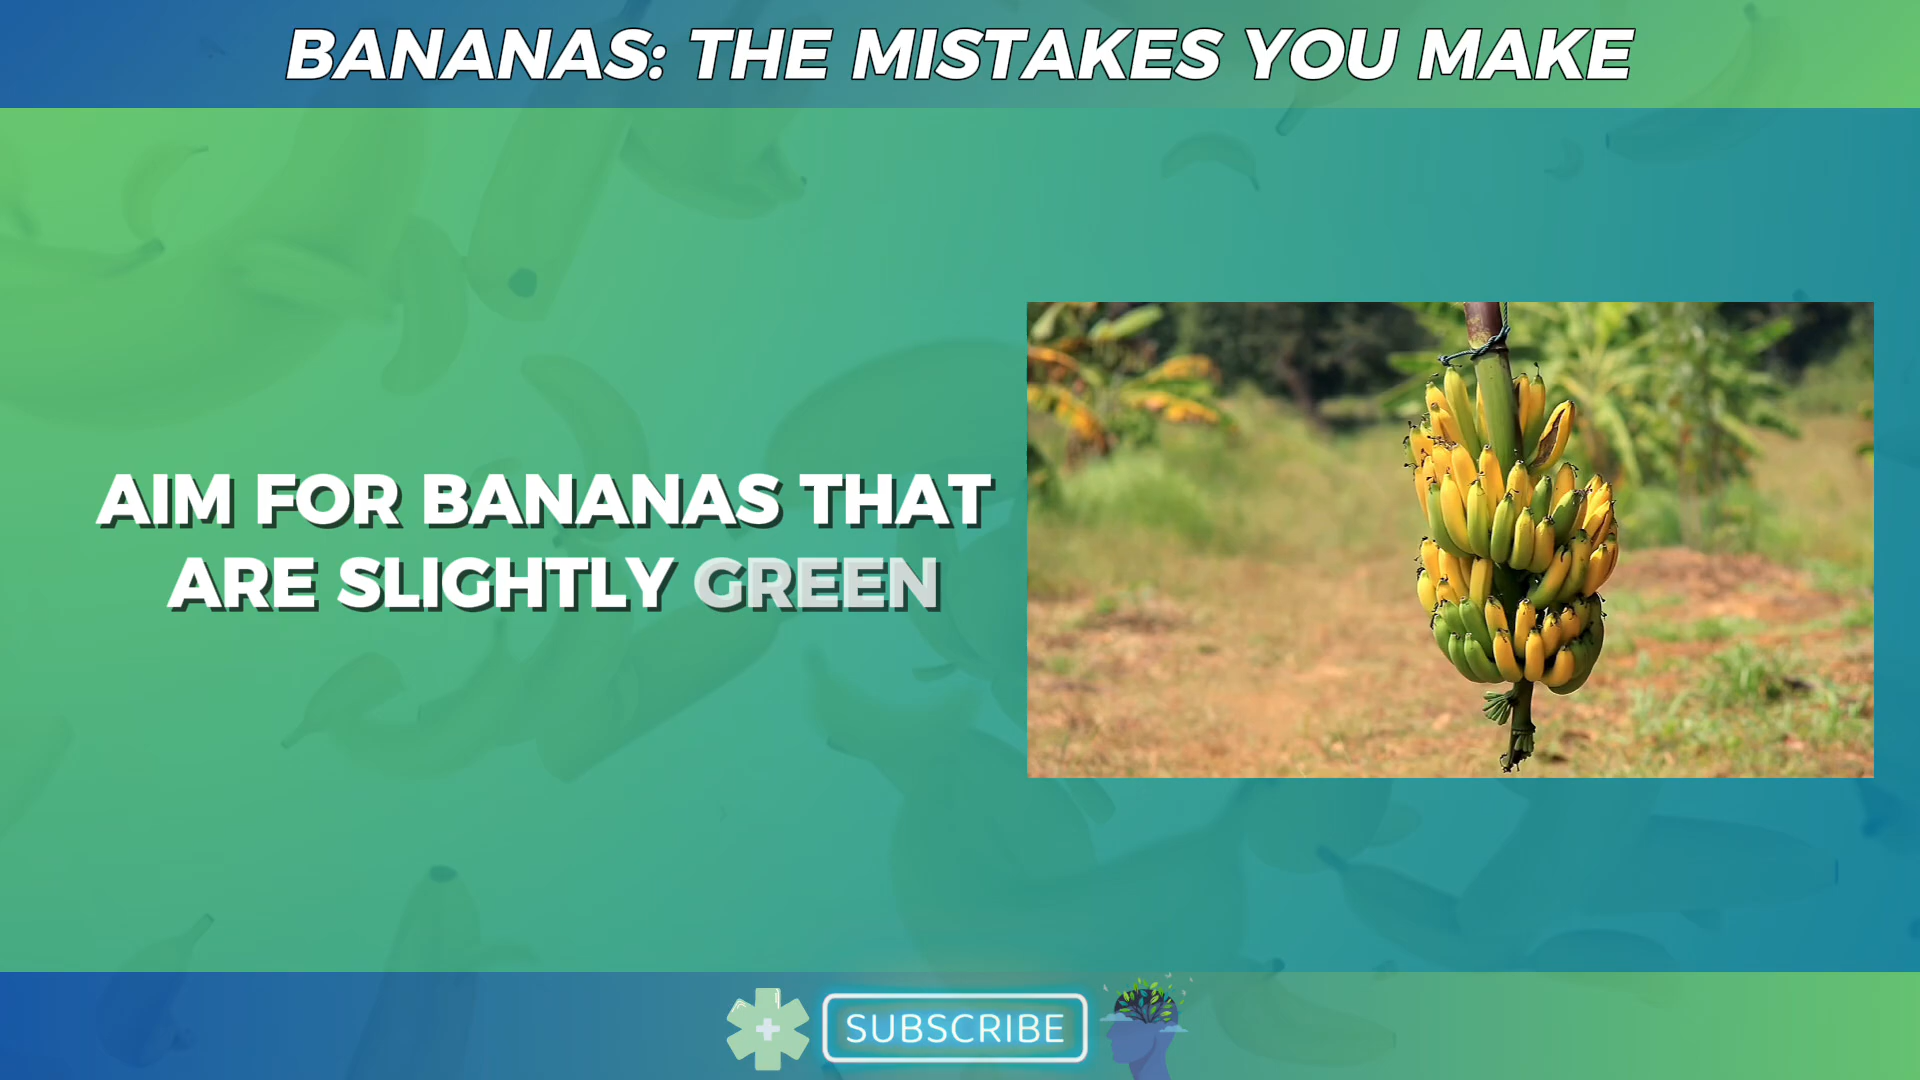 BANANAS: THE MISTAKES YOU MAKE
AIM FOR BANANAS THAT
ARE SLIGHTLY GREEN
SUBSCRIBE